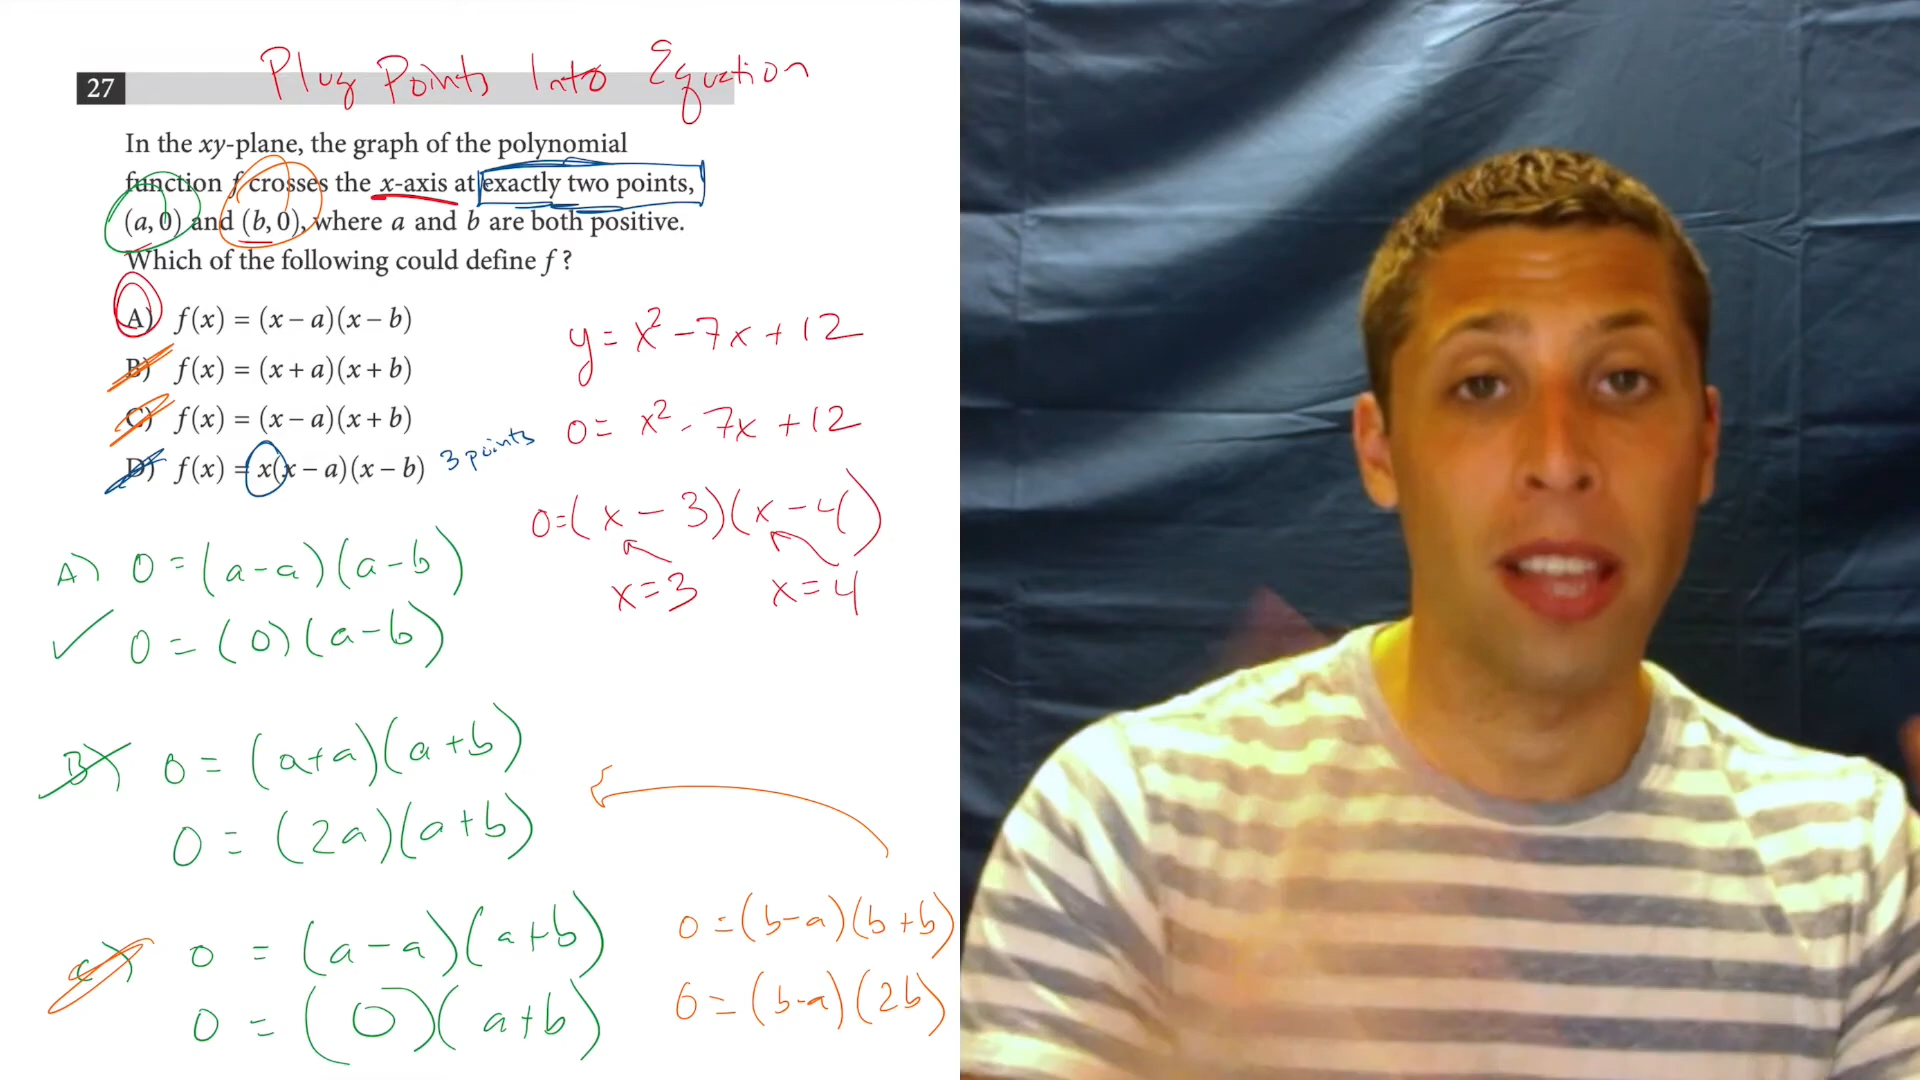 Plug Points Into Equation
27
In the xy-plane, the graph of the polynomial
function f crosses the x-axis at exactly two points,
(a, 0) and (b, 0), where a and b are both positive.
Which of the following could define f ?
A) f(x) = (x − a)(x − b)
B) f(x) = (x + a)(x + b)
C) f(x) = (x − a)(x + b)
D) f(x) = x(x − a)(x − b) 3 points
y = x² − 7x + 12
0 = x² − 7x + 12
0 = (x − 3)(x − 4)
x = 3 x = 4
A) 0 = (a − a)(a − b)
0 = (0)(a − b)
B) 0 = (a + a)(a + b)
0 = (2a)(a + b)
C) 0 = (a − a)(a + b)
0 = (0)(a + b)
0 = (b − a)(b + b)
0 = (b − a)(2b)